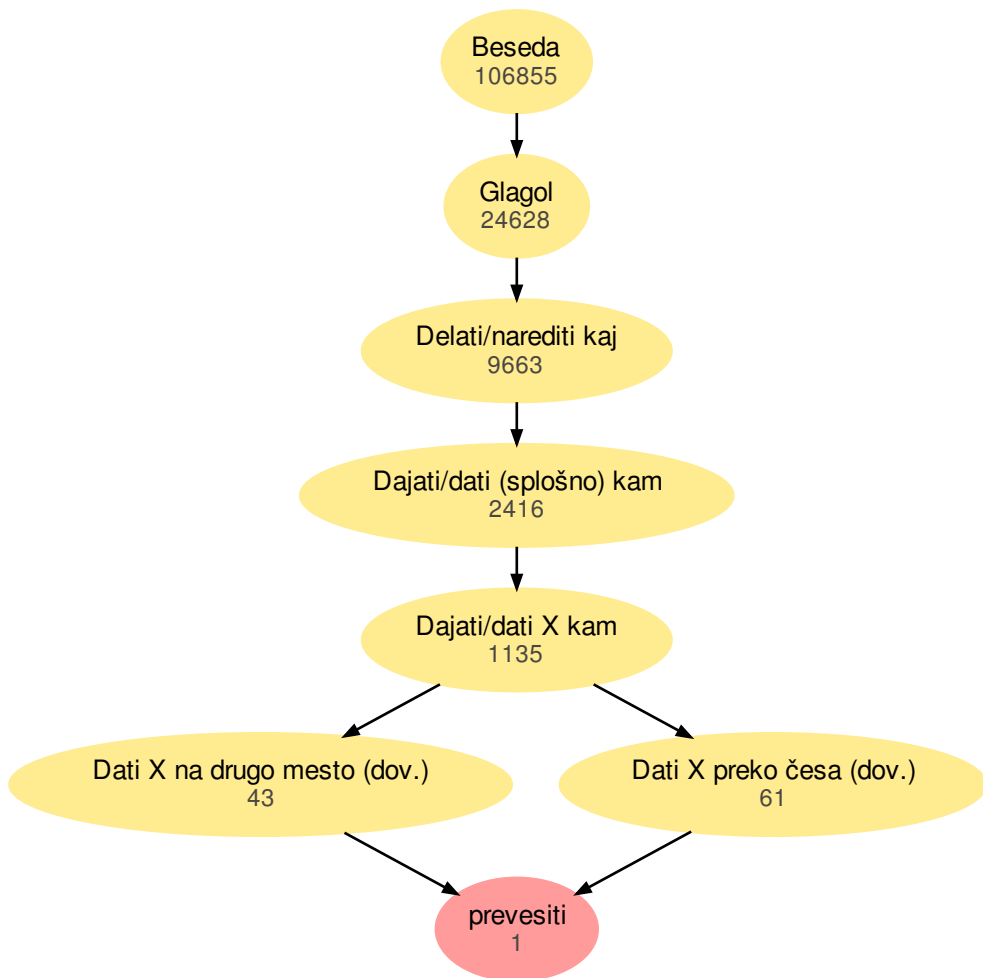 Beseda
106855
Glagol
24628
Delati/narediti kaj
9663
Dajati/dati (splošno) kam
2416
Dajati/dati X kam
1135
Dati X na drugo mesto (dov.)
43
Dati X preko česa (dov.)
61
prevesiti
1